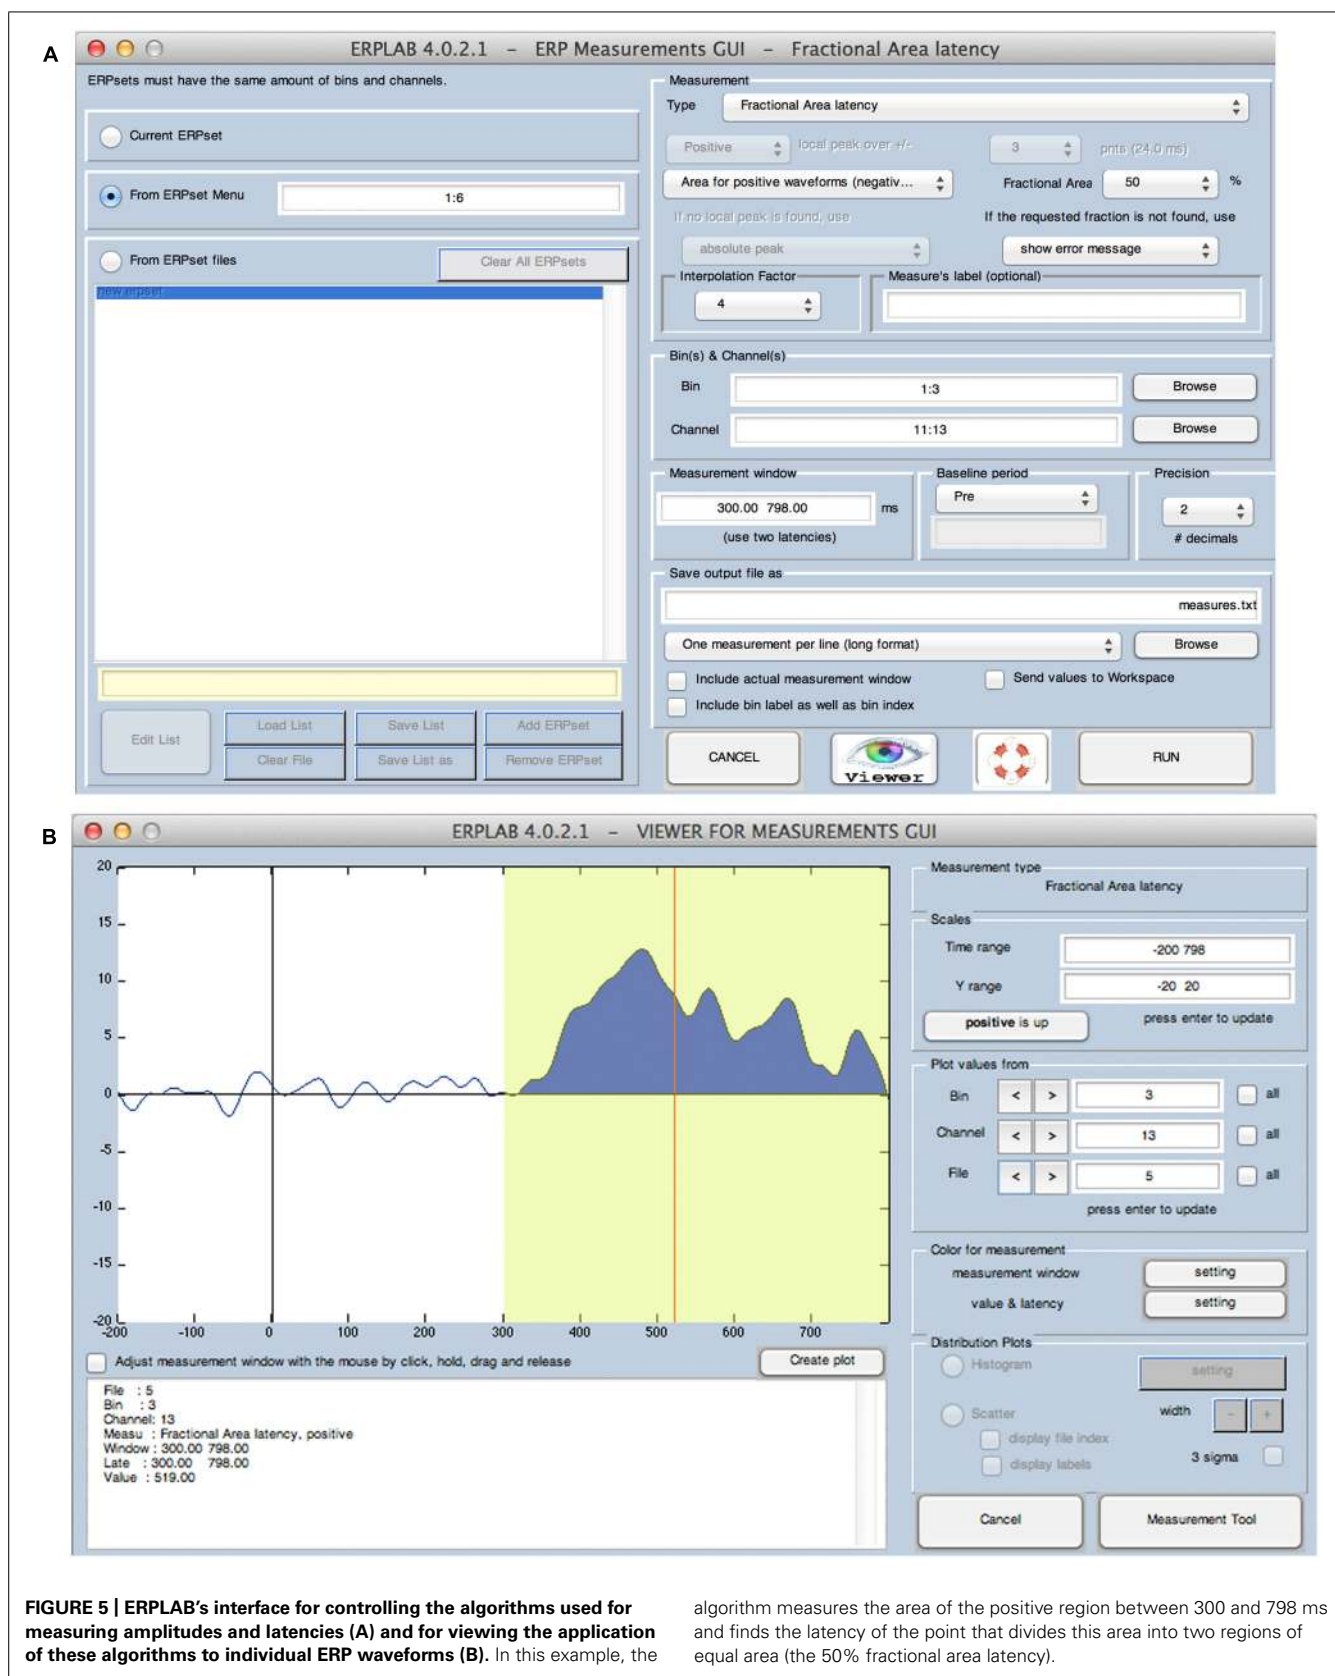 A
ERPLAB 4.0.2.1 – ERP Measurements GUI – Fractional Area latency
ERPsets must have the same amount of bins and channels.
Current ERPset
From ERPset Menu
1:6
From ERPset files
Clear All ERPsets
new erpset
Edit List
Load List
Save List
Add ERPset
Clear File
Save List as
Remove ERPset
Measurement
Type
Fractional Area latency
Positive
local peak over +/-
3
pnts (24.0 ms)
Area for positive waveforms (negativ...
Fractional Area
50
%
If no local peak is found, use
If the requested fraction is not found, use
absolute peak
show error message
Interpolation Factor
4
Measure's label (optional)
Bin(s) & Channel(s)
Bin
1:3
Browse
Channel
11:13
Browse
Measurement window
300.00 798.00
ms
(use two latencies)
Baseline period
Pre
Precision
2
# decimals
Save output file as
measures.txt
One measurement per line (long format)
Browse
Include actual measurement window
Send values to Workspace
Include bin label as well as bin index
CANCEL
Viewer
RUN
B
ERPLAB 4.0.2.1 – VIEWER FOR MEASUREMENTS GUI
20
15
10
5
0
-5
-10
-15
-20
-200
-100
0
100
200
300
400
500
600
700
Adjust measurement window with the mouse by click, hold, drag and release
Create plot
File : 5
Bin : 3
Channel: 13
Measu : Fractional Area latency, positive
Window : 300.00 798.00
Late : 300.00 798.00
Value : 519.00
Measurement type
Fractional Area latency
Scales
Time range
-200 798
Y range
-20 20
positive is up
press enter to update
Plot values from
Bin
<
>
3
all
Channel
<
>
13
all
File
<
>
5
all
press enter to update
Color for measurement
measurement window
setting
value & latency
setting
Distribution Plots
Histogram
setting
Scatter
width
-
+
display file index
display labels
3 sigma
Cancel
Measurement Tool
FIGURE 5 | ERPLAB's interface for controlling the algorithms used for
measuring amplitudes and latencies (A) and for viewing the application
of these algorithms to individual ERP waveforms (B). In this example, the
algorithm measures the area of the positive region between 300 and 798 ms
and finds the latency of the point that divides this area into two regions of
equal area (the 50% fractional area latency).